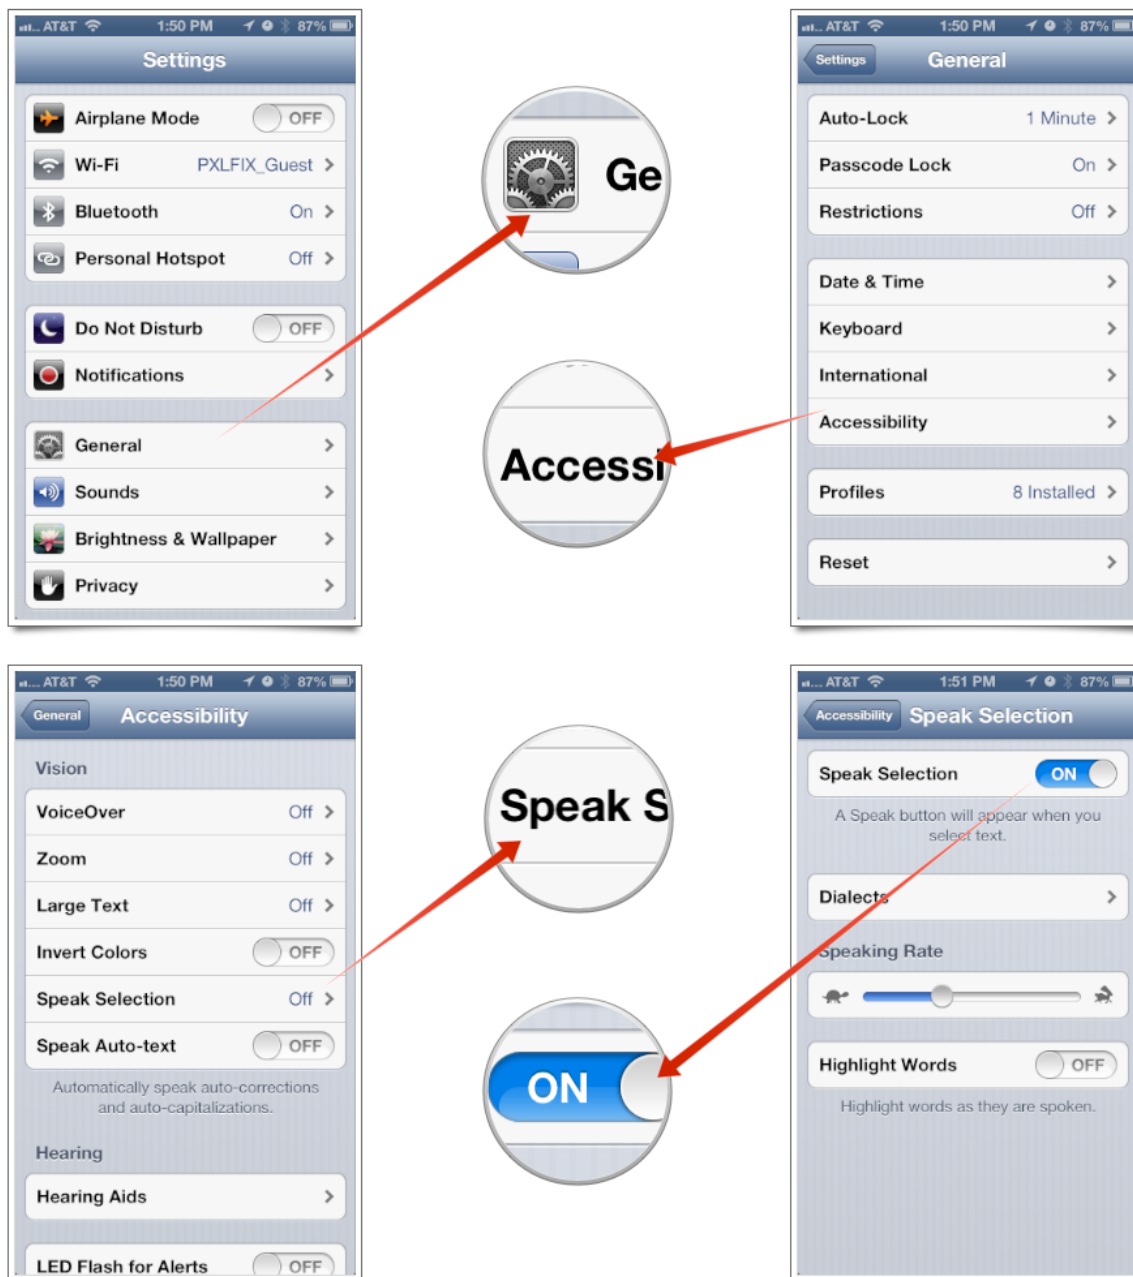 AT&T 1:50 PM 87%
Settings
Airplane Mode OFF
Wi-Fi PXLFIX_Guest
Bluetooth On
Personal Hotspot Off
Do Not Disturb OFF
Notifications
General
Sounds
Brightness & Wallpaper
Privacy
Ge
Accessi
AT&T 1:50 PM 87%
Settings General
Auto-Lock 1 Minute
Passcode Lock On
Restrictions Off
Date & Time
Keyboard
International
Accessibility
Profiles 8 Installed
Reset
AT&T 1:50 PM 87%
General Accessibility
Vision
VoiceOver Off
Zoom Off
Large Text Off
Invert Colors OFF
Speak Selection Off
Speak Auto-text OFF
Automatically speak auto-corrections
and auto-capitalizations.
Hearing
Hearing Aids
LED Flash for Alerts OFF
Speak S
ON
AT&T 1:51 PM 87%
Accessibility Speak Selection
Speak Selection ON
A Speak button will appear when you
select text.
Dialects
Speaking Rate
Highlight Words OFF
Highlight words as they are spoken.